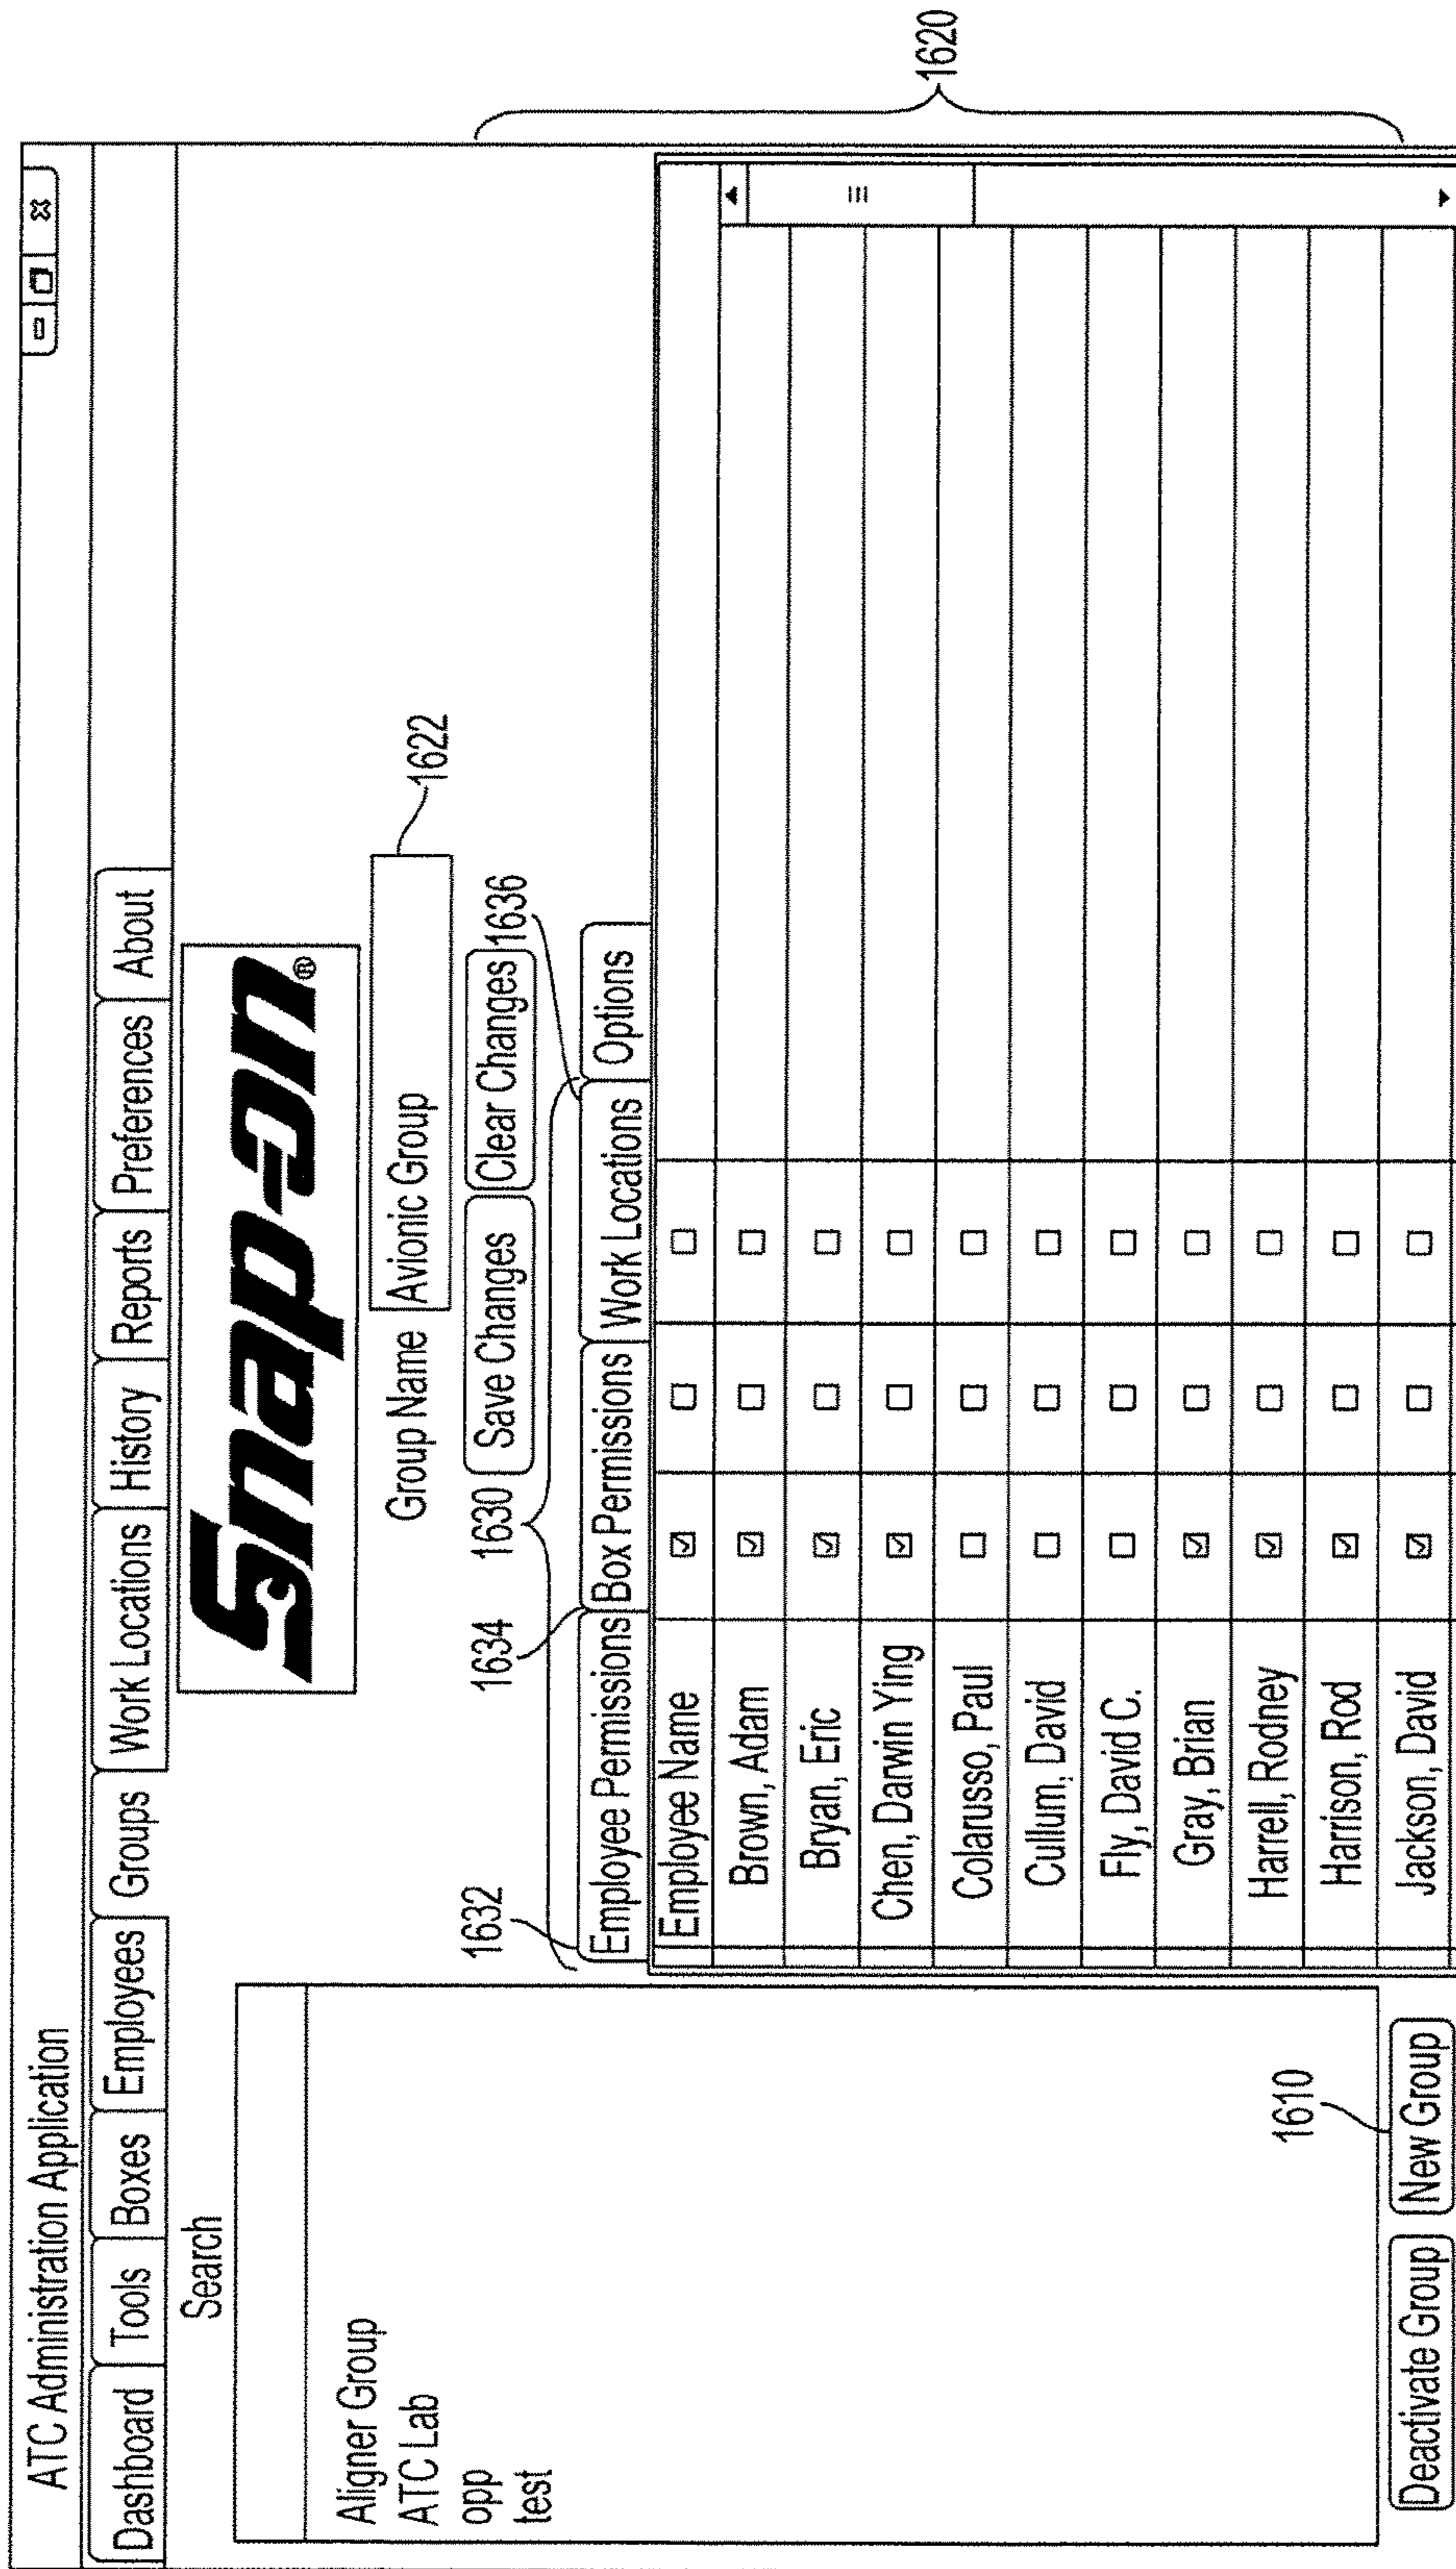 ATC Administration Application
Dashboard Tools Boxes Employees Groups Work Locations History Reports Preferences About
Search
Snap-on®
Aligner Group
ATC Lab
opp
test
Group Name Avionic Group
1622
Save Changes Clear Changes
1632
1634
1630
1636
Employee Permissions Box Permissions Work Locations Options
1620
Employee Name
Brown, Adam
Bryan, Eric
Chen, Darwin Ying
Colarusso, Paul
Cullum, David
Fly, David C.
Gray, Brian
Harrell, Rodney
Harrison, Rod
Jackson, David
1610
Deactivate Group New Group